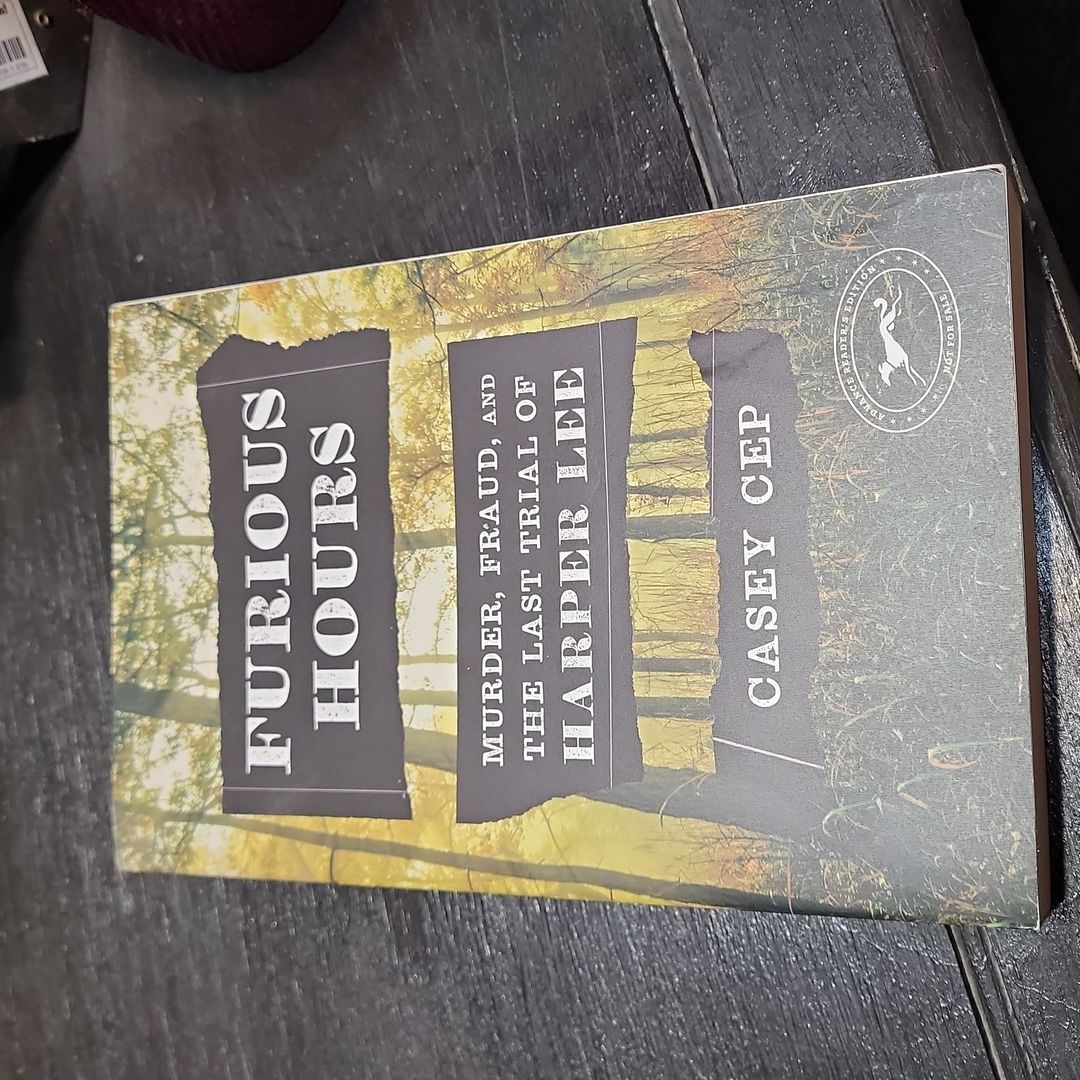 FURIOUS
HOURS
MURDER, FRAUD, AND
THE LAST TRIAL OF
HARPER LEE
CASEY CEP
ADVANCE READER'S EDITION
NOT FOR SALE